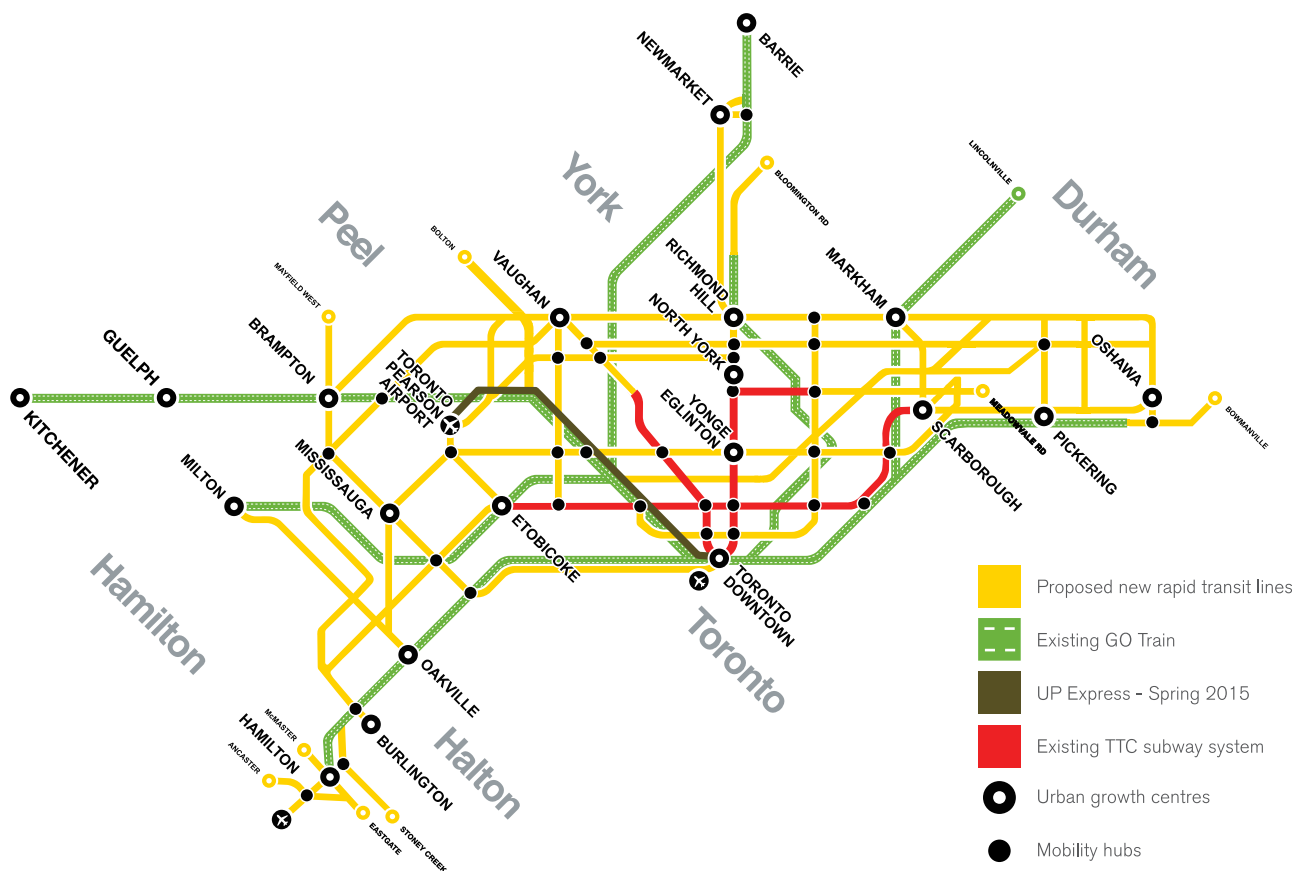 BARRIE
NEWMARKET
BLOOMINGTON RD
LINCOLNVILLE
York
Durham
Peel
BOLTON
VAUGHAN
RICHMOND
HILL
MARKHAM
MAYFIELD WEST
BRAMPTON
NORTH YORK
OSHAWA
GUELPH
TORONTO
PEARSON
AIRPORT
YONGE
EGLINTON
BOWMANVILLE
KITCHENER
MISSISSAUGA
MEADOWVALE RD
SCARBOROUGH
PICKERING
MILTON
ETOBICOKE
TORONTO
DOWNTOWN
Hamilton
Toronto
OAKVILLE
McMASTER
HAMILTON
ANCASTER
BURLINGTON
Halton
EASTGATE
STONEY CREEK
Proposed new rapid transit lines
Existing GO Train
UP Express - Spring 2015
Existing TTC subway system
Urban growth centres
Mobility hubs